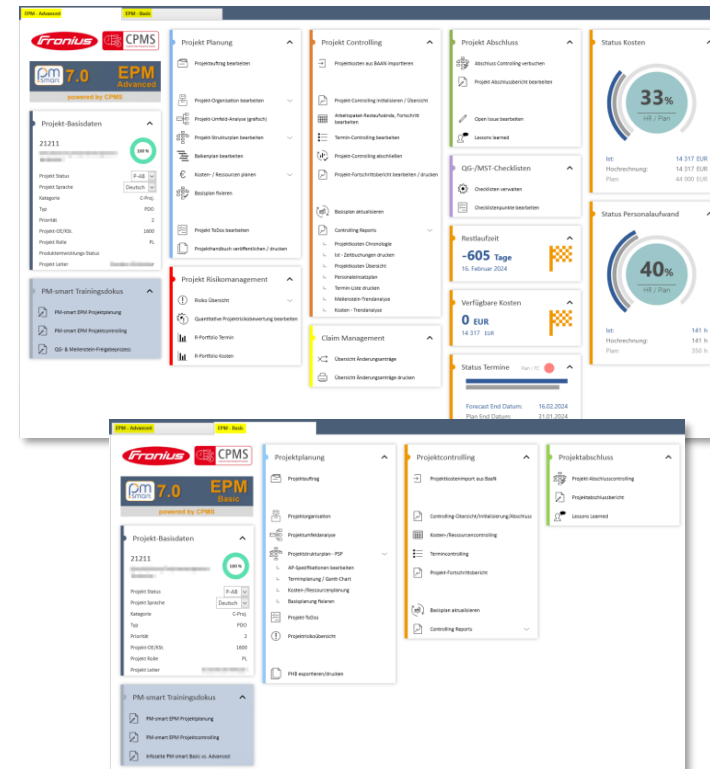 EPM - Advanced
EPM - Basic
Fronius
CPMS
pm smart 7.0
EPM
Advanced
powered by CPMS
Projekt-Basisdaten
21211
100 %
Projekt Status P-AB
Projekt Sprache Deutsch
Kategorie C-Proj.
Typ PDO
Priorität 2
Projekt-OE/KSt. 1600
Projekt Rolle PL
Produktentwicklungs-Status
Projekt Leiter
PM-smart Trainingsdokus
PM-smart EPM Projektplanung
PM-smart EPM Projektcontrolling
QG- & Meilenstein-Freigabeprozess
Projekt Planung
Projektauftrag bearbeiten
Projekt-Organisation bearbeiten
Projekt-Umfeld-Analyse (grafisch)
Projekt-Strukturplan bearbeiten
Balkenplan bearbeiten
Kosten- / Ressourcen planen
Basisplan fixieren
Projekt ToDos bearbeiten
Projekthandbuch veröffentlichen / drucken
Projekt Risikomanagement
Risiko Übersicht
Quantitative Projektrisikobewertung bearbeiten
R-Portfolio Termin
R-Portfolio Kosten
Projekt Controlling
Projektkosten aus BAAN importieren
Projekt-Controlling initialisieren / Übersicht
Arbeitspaket-Restaufwände, Fortschritt
bearbeiten
Termin-Controlling bearbeiten
Projekt-Controlling abschließen
Projekt-Fortschrittsbericht bearbeiten / drucken
Basisplan aktualisieren
Controlling Reports
Projektkosten Chronologie
Ist - Zeitbuchungen drucken
Projektkosten Übersicht
Personaleinsatzplan
Termin-Liste drucken
Meilenstein-Trendanalyse
Kosten - Trendanalyse
Claim Management
Übersicht Änderungsanträge
Übersicht Änderungsanträge drucken
Projekt Abschluss
Abschluss Controlling verbuchen
Projekt Abschlussbericht bearbeiten
Open Issue bearbeiten
Lessons learned
QG-/MST-Checklisten
Checklisten verwalten
Checklistenpunkte bearbeiten
Restlaufzeit
-605 Tage
16. Februar 2024
Verfügbare Kosten
0 EUR
14 317 EUR
Status Termine Plan / FC
Forecast End Datum: 16.02.2024
Plan End Datum: 31.01.2024
Status Kosten
33%
HR / Plan
Ist: 14 317 EUR
Hochrechnung: 14 317 EUR
Plan: 44 000 EUR
Status Personalaufwand
40%
HR / Plan
Ist: 141 h
Hochrechnung: 141 h
Plan: 350 h
EPM - Advanced
EPM - Basic
Fronius
CPMS
pm smart 7.0
EPM
Basic
powered by CPMS
Projekt-Basisdaten
21211
100 %
Projekt Status P-AB
Projekt Sprache Deutsch
Kategorie C-Proj.
Typ PDO
Priorität 2
Projekt-OE/KSt. 1600
Projekt Rolle PL
Projekt Leiter
PM-smart Trainingsdokus
PM-smart EPM Projektplanung
PM-smart EPM Projektcontrolling
Infoseite PM smart Basic vs. Advanced
Projektplanung
Projektauftrag
Projektorganisation
Projektumfeldanalyse
Projektstrukturplan - PSP
AP-Spezifikationen bearbeiten
Terminplanung / Gantt-Chart
Kosten-/Ressourcenplanung
Basisplanung fixieren
Projekt-ToDos
Projektrisikoübersicht
PHB exportieren/drucken
Projektcontrolling
Projektkostenimport aus BaaN
Controlling-Übersicht/Initialisierung/Abschluss
Kosten-/Ressourcencontrolling
Termincontrolling
Projekt-Fortschrittsbericht
Basisplan aktualisieren
Controlling Reports
Projektabschluss
Projekt-Abschlusscontrolling
Projektabschlussbericht
Lessons Learned